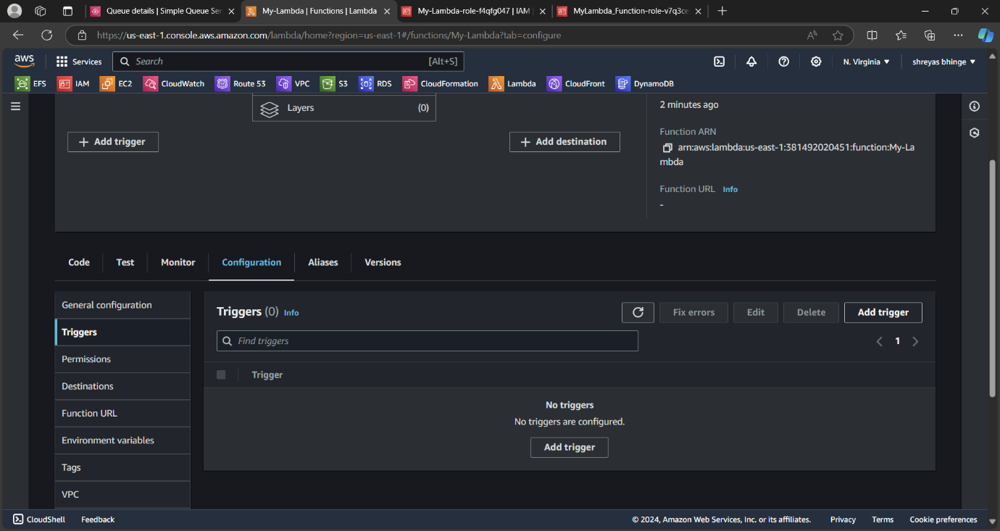 Queue details | Simple Queue Ser
My-Lambda | Functions | Lambda
My-Lambda-role-f4qfg047 | IAM
MyLambda_Function-role-v7q3ce
https://us-east-1.console.aws.amazon.com/lambda/home?region=us-east-1#/functions/My-Lambda?tab=configure
aws
Services
Search
[Alt+S]
N. Virginia
shreyas bhinge
EFS
IAM
EC2
CloudWatch
Route 53
VPC
S3
RDS
CloudFormation
Lambda
CloudFront
DynamoDB
Layers
(0)
Add trigger
Add destination
2 minutes ago
Function ARN
arn:aws:lambda:us-east-1:381492020451:function:My-La
mbda
Function URL Info
-
Code
Test
Monitor
Configuration
Aliases
Versions
General configuration
Triggers
Permissions
Destinations
Function URL
Environment variables
Tags
VPC
Triggers (0) Info
Fix errors
Edit
Delete
Add trigger
Find triggers
1
Trigger
No triggers
No triggers are configured.
Add trigger
CloudShell
Feedback
© 2024, Amazon Web Services, Inc. or its affiliates.
Privacy
Terms
Cookie preferences